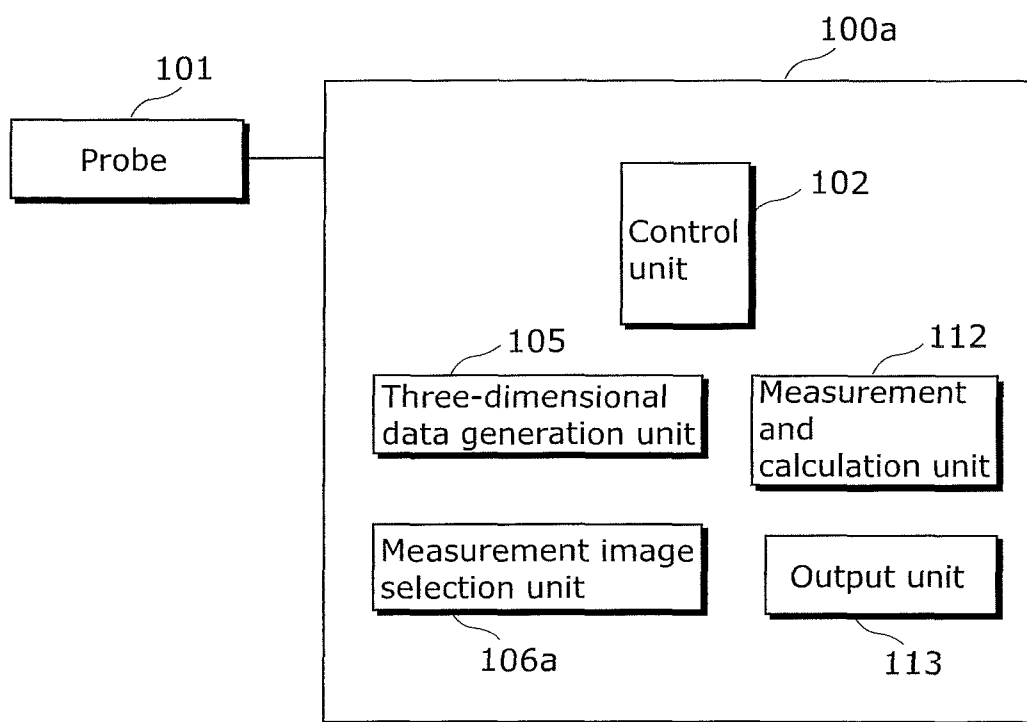 100a
101
Probe
102
Control
unit
105
Three-dimensional
data generation unit
112
Measurement
and
calculation unit
Measurement image
selection unit
106a
Output unit
113